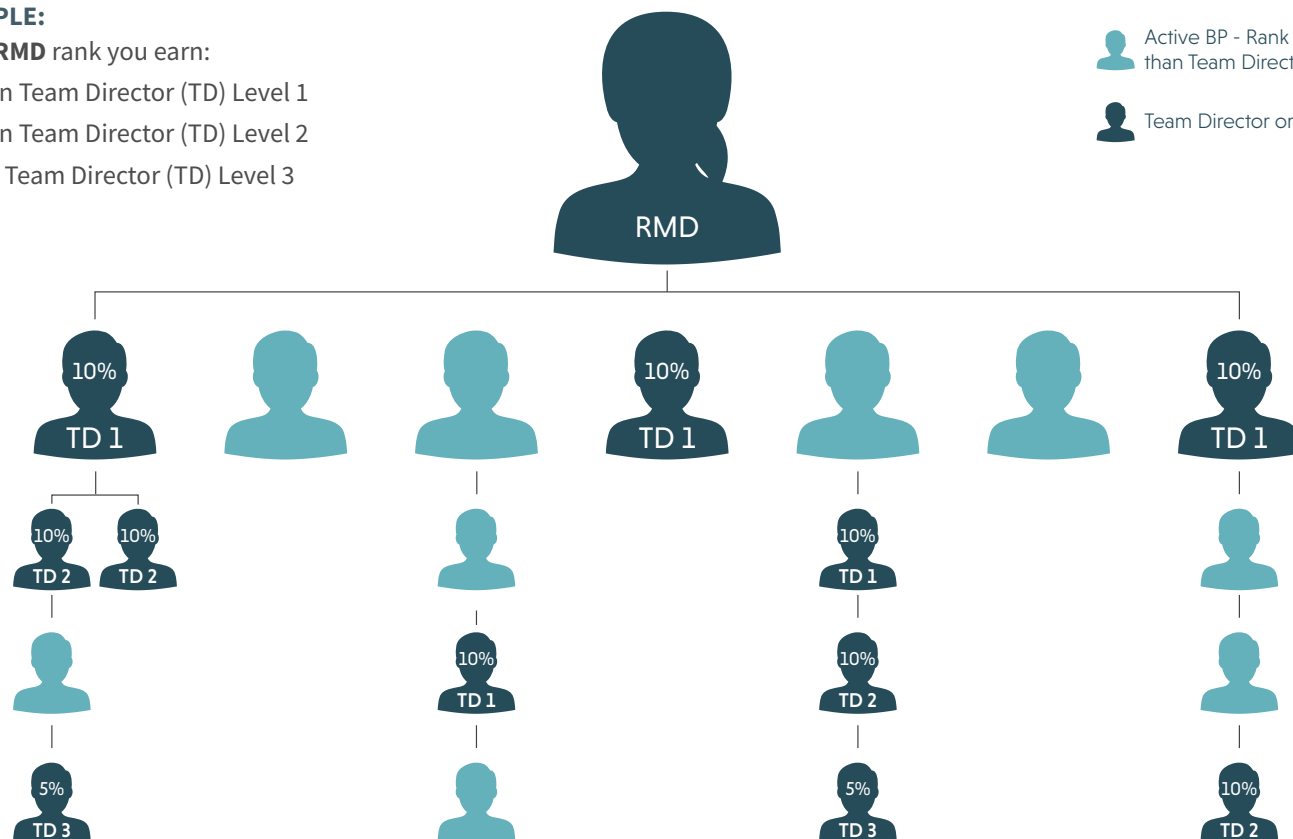 PLE:
RMD rank you earn:
n Team Director (TD) Level 1
n Team Director (TD) Level 2
Team Director (TD) Level 3
Active BP - Rank
than Team Direct
Team Director or
RMD
10% 10% 10%
TD 1 TD 1 TD 1
10% 10% 10%
TD 2 TD 2 TD 1
10% 10%
TD 1 TD 2
5% 5% 10%
TD 3 TD 3 TD 2